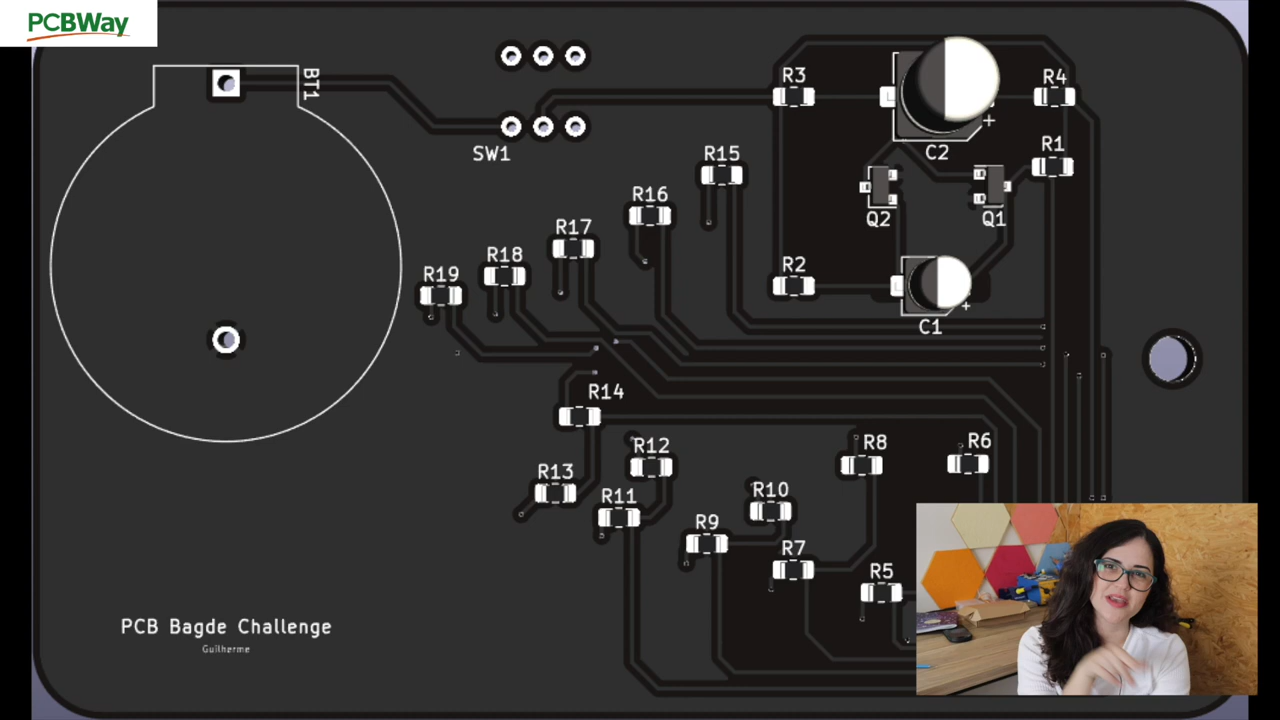 PCBWay
BT1
SW1
R3
R4
C2
+
R1
R15
R16
Q2
Q1
R17
R18
R19
R2
C1
+
R14
R8
R6
R12
R13
R10
R11
R9
R7
R5
PCB Bagde Challenge
Guilherme